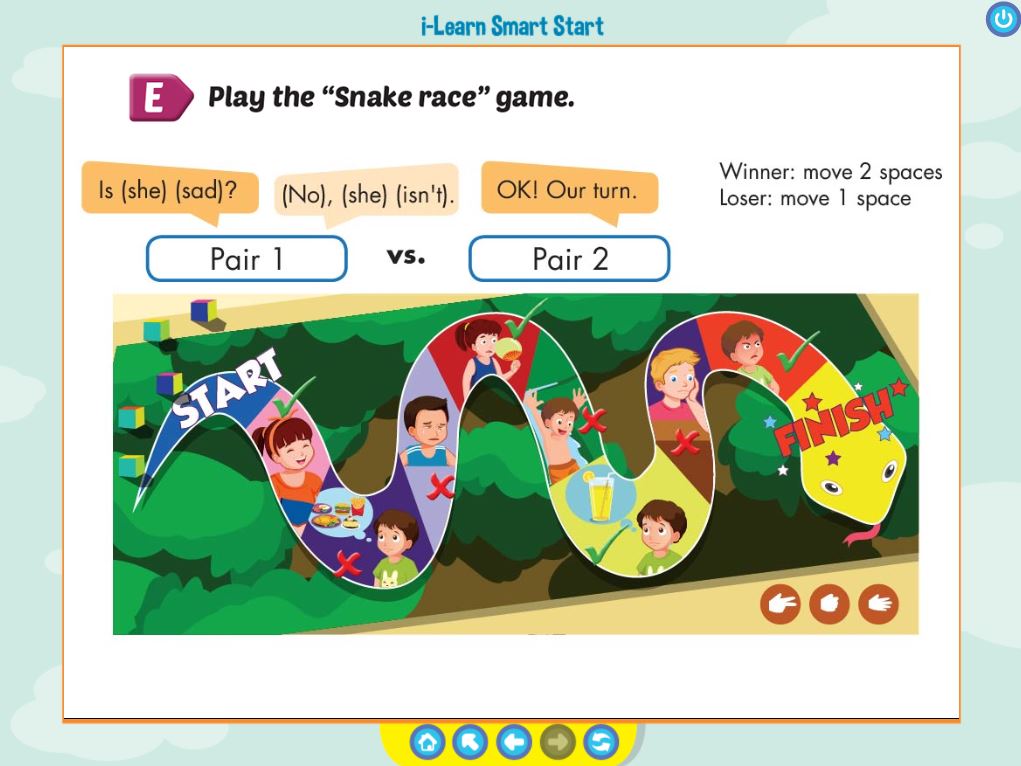 i-Learn Smart Start
E Play the “Snake race” game.
Is (she) (sad)?
(No), (she) (isn't).
OK! Our turn.
Winner: move 2 spaces
Loser: move 1 space
Pair 1
vs.
Pair 2
START
FINISH